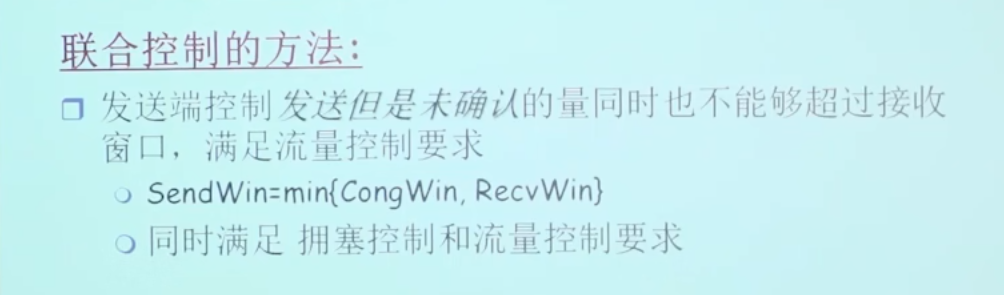 联合控制的方法:
发送端控制发送但是未确认的量同时也不能够超过接收
窗口，满足流量控制要求
SendWin=min{CongWin, RecvWin}
同时满足 拥塞控制和流量控制要求